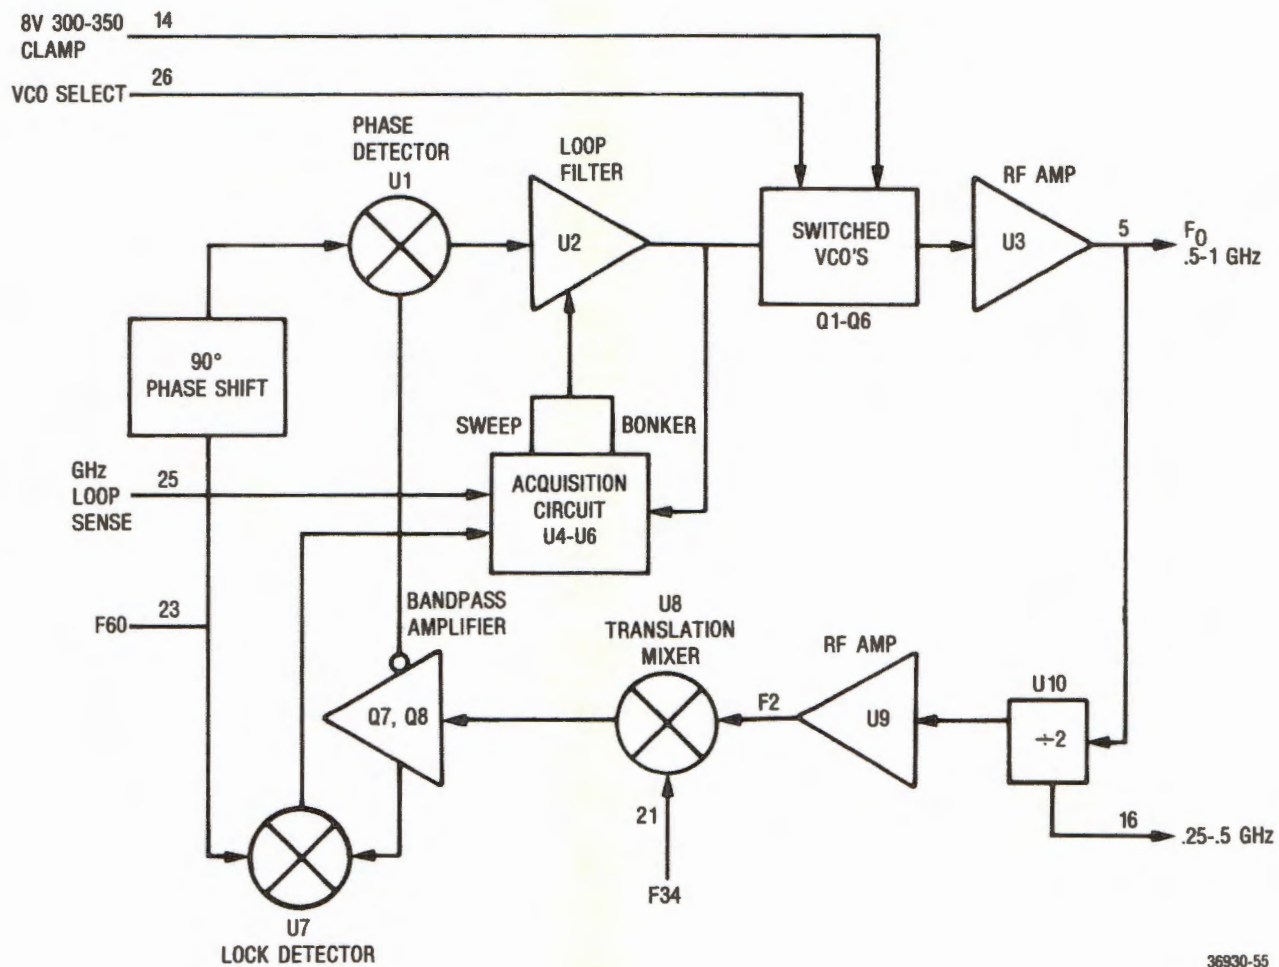 8V 300-350
CLAMP
14
VCO SELECT
26
PHASE
DETECTOR
U1
LOOP
FILTER
U2
SWITCHED
VCO'S
Q1-Q6
RF AMP
U3
5
F0
.5-1 GHz
90°
PHASE SHIFT
SWEEP
BONKER
GHz
LOOP
SENSE
25
ACQUISITION
CIRCUIT
U4-U6
F60
23
BANDPASS
AMPLIFIER
Q7, Q8
U8
TRANSLATION
MIXER
F2
RF AMP
U9
U10
÷2
21
F34
16
.25-.5 GHz
U7
LOCK DETECTOR
36930-55